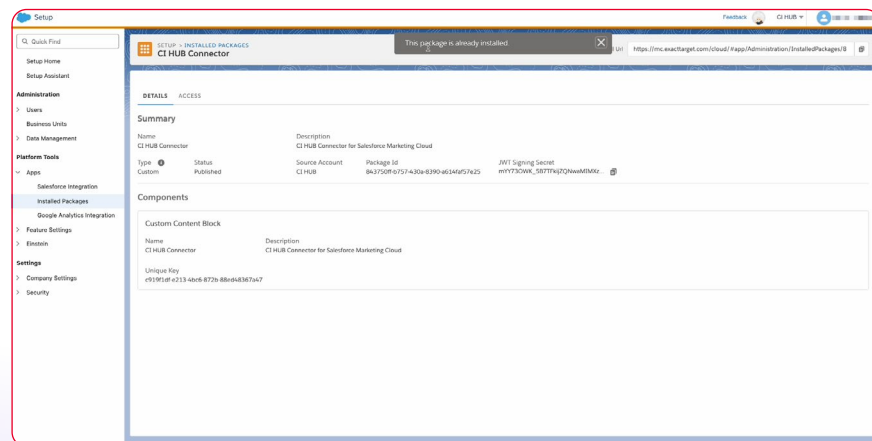 Setup
Feedback
CI HUB
Quick Find
Setup Home
Setup Assistant
Administration
Users
Business Units
Data Management
Platform Tools
Apps
Salesforce Integration
Installed Packages
Google Analytics Integration
Feature Settings
Einstein
Settings
Company Settings
Security
SETUP > INSTALLED PACKAGES
CI HUB Connector
This package is already installed
Url
https://mc.exacttarget.com/cloud/#app/Administration/InstalledPackages/8
DETAILS ACCESS
Summary
Name Description
CI HUB Connector CI HUB Connector for Salesforce Marketing Cloud
Type Status Source Account Package Id JWT Signing Secret
Custom Published CI HUB 843750ff-b757-430a-8390-a614faf57e25
Components
Custom Content Block
Name Description
CI HUB Connector CI HUB Connector for Salesforce Marketing Cloud
Unique Key
c919f1df-e213-4bc6-872b-88ed48367a47